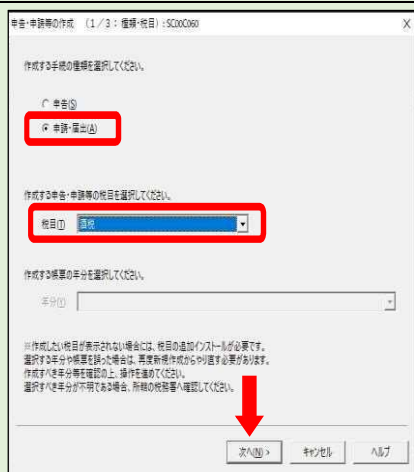 申告・申請等の作成　（１／３：種類・税目）：SC00C060
X
作成する手続の種類を選択してください。
申告(S)
申請・届出(A)
作成する申告・申請等の税目を選択してください。
税目(T) 酒税
作成する帳票の年分を選択してください。
年分(Y)
※作成したい税目が表示されない場合には、税目の追加インストールが必要です。
選択する年分や帳票を誤った場合は、再度新規作成からやり直す必要があります。
作成すべき年分等を確認の上、操作を進めてください。
選択すべき年分が不明である場合、所轄の税務署へ確認してください。
次へ(N) >
キャンセル
ヘルプ